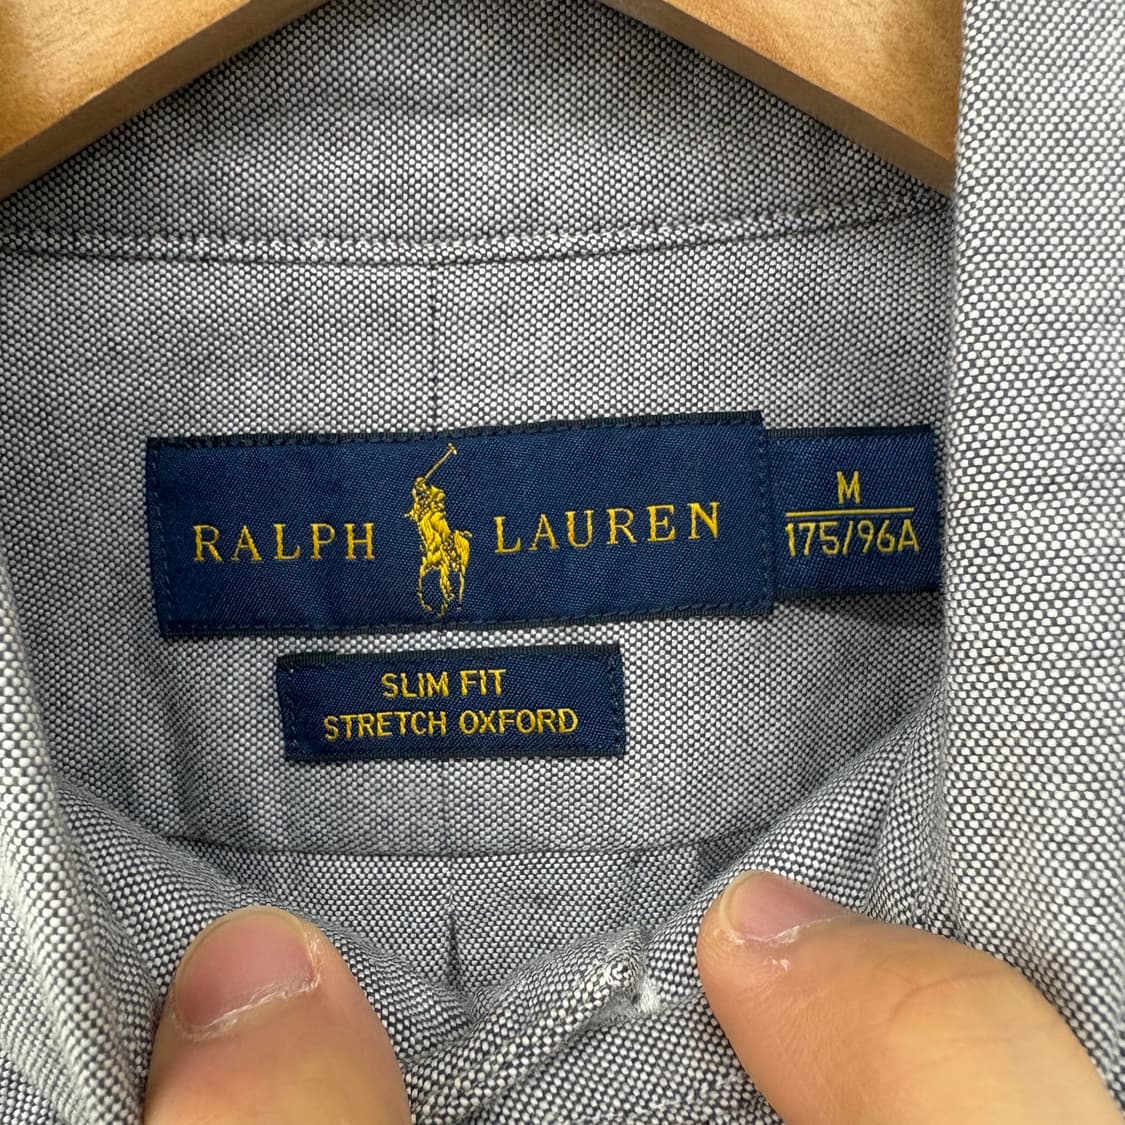 RALPH LAUREN
M
175/96A
SLIM FIT
STRETCH OXFORD